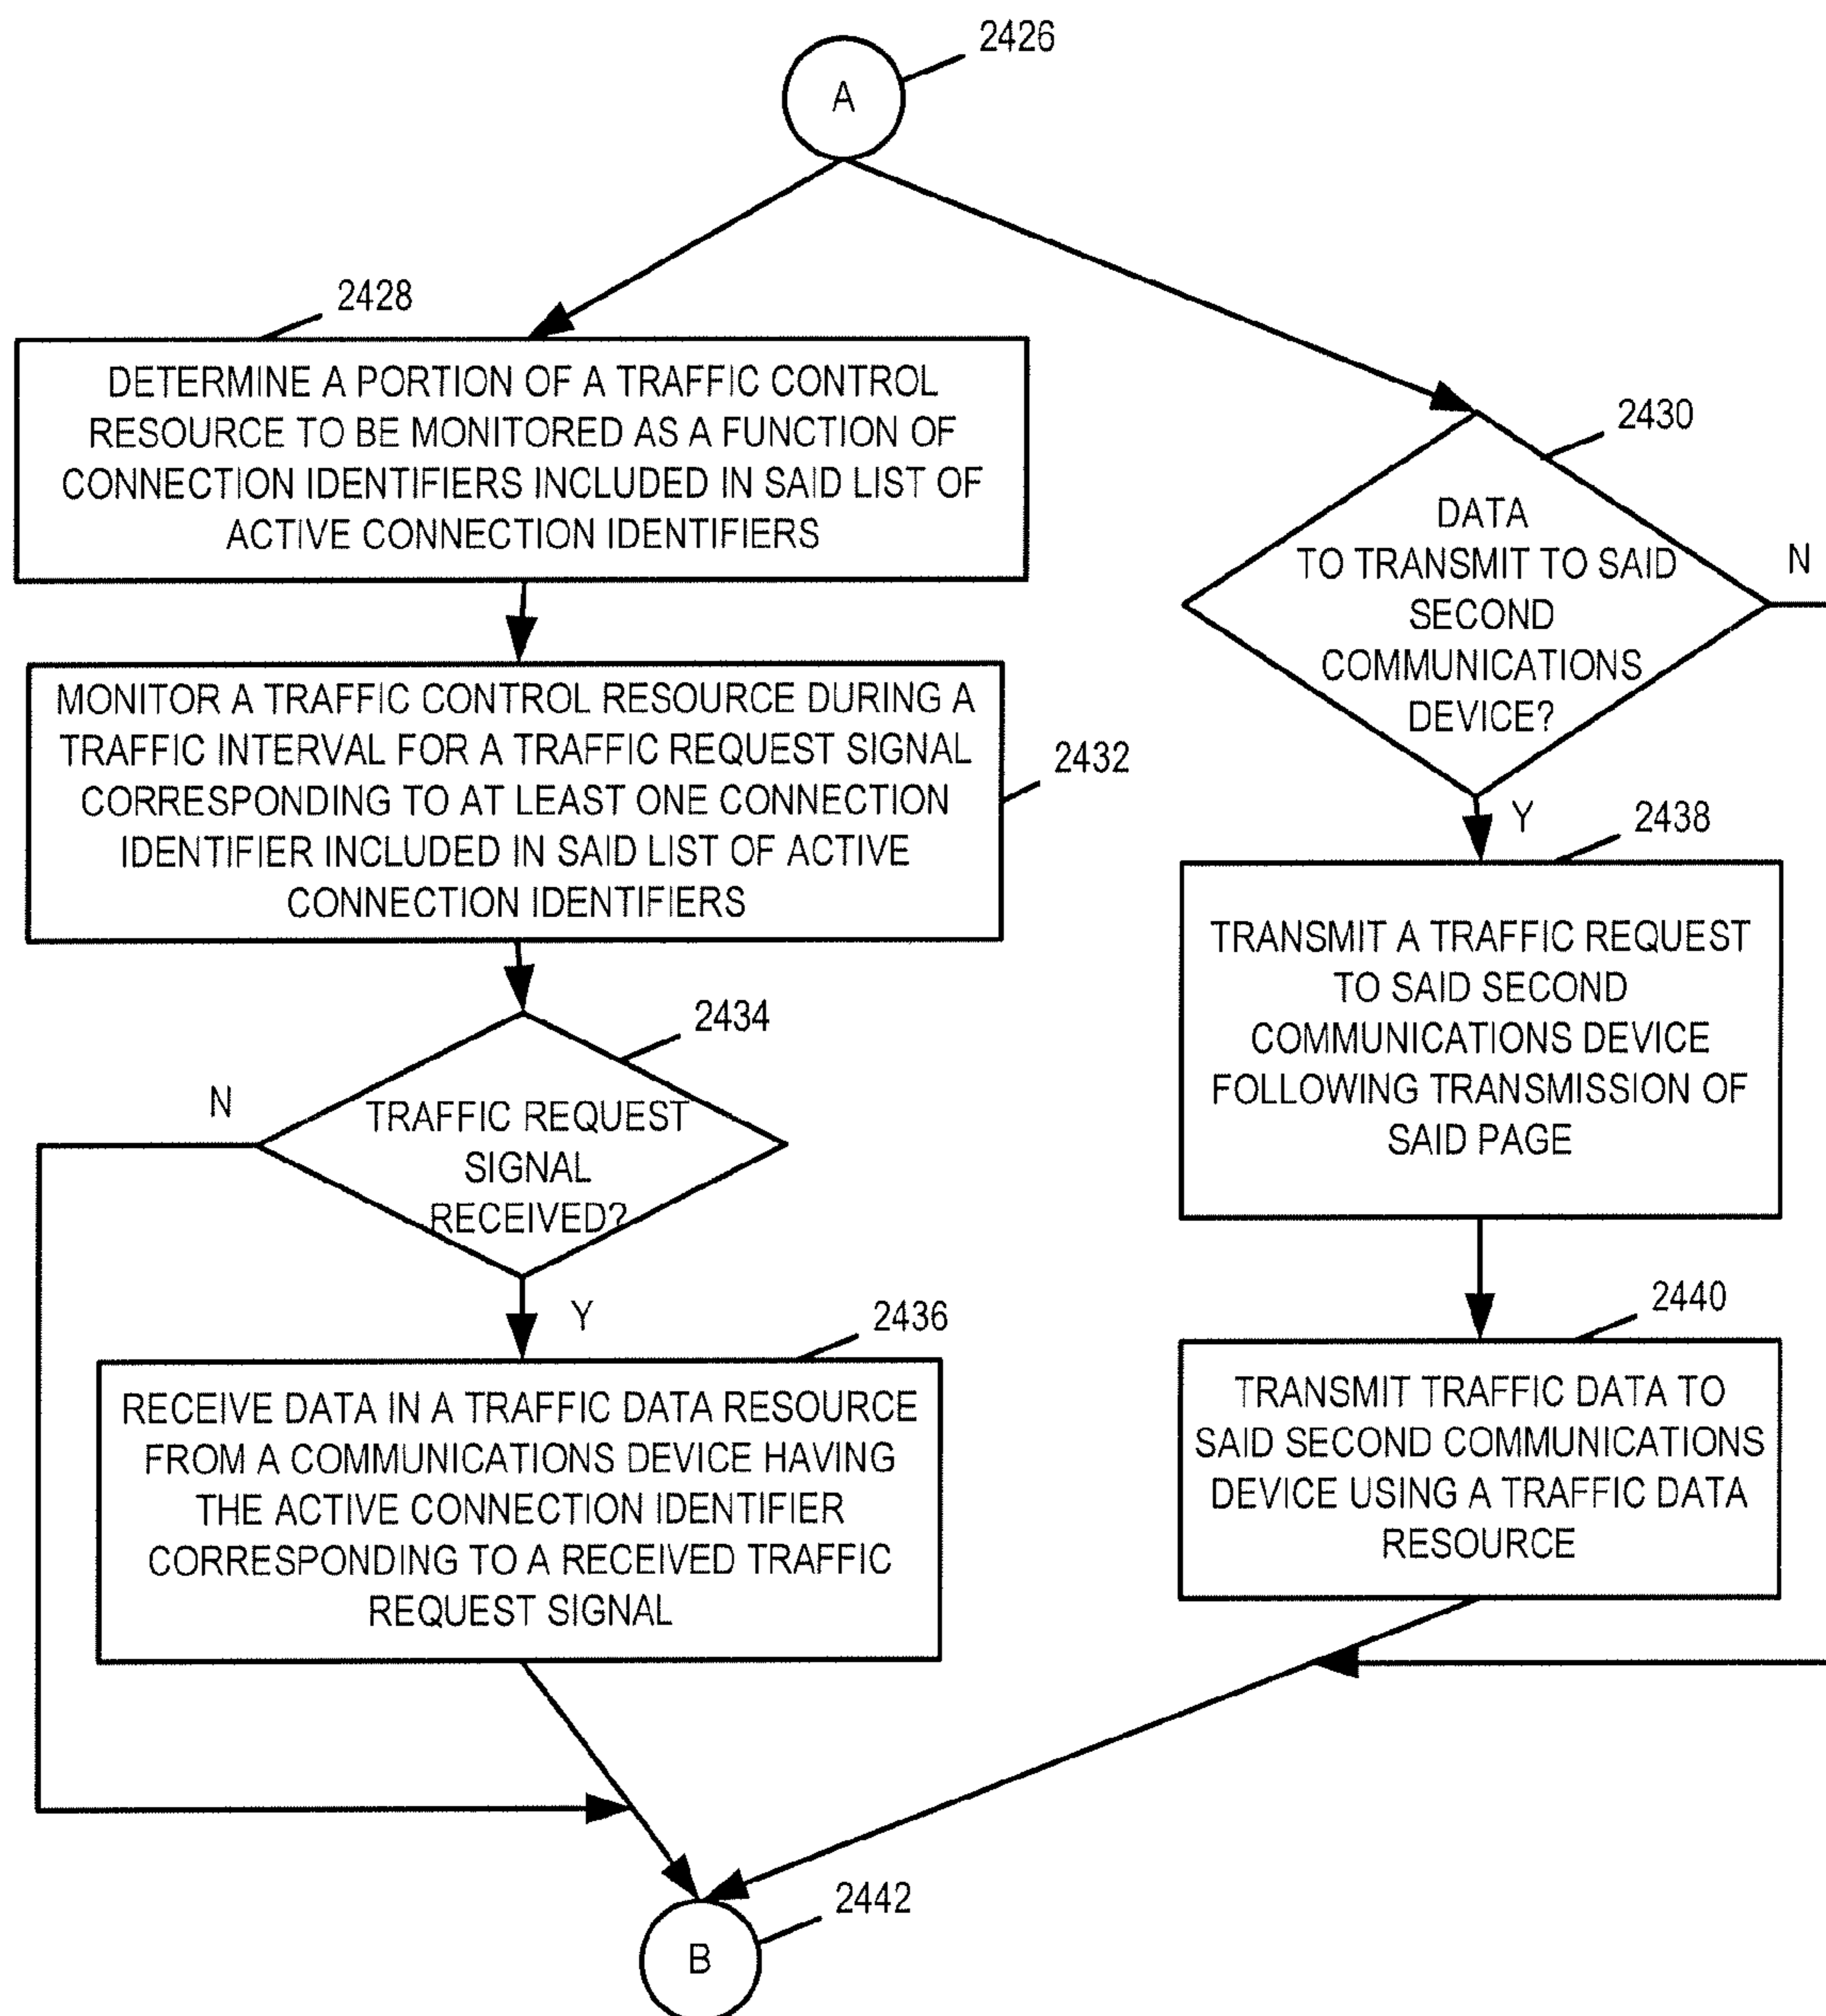 2426
A
2428
DETERMINE A PORTION OF A TRAFFIC CONTROL
RESOURCE TO BE MONITORED AS A FUNCTION OF
CONNECTION IDENTIFIERS INCLUDED IN SAID LIST OF
ACTIVE CONNECTION IDENTIFIERS
2430
DATA
TO TRANSMIT TO SAID
SECOND
COMMUNICATIONS
DEVICE?
N
MONITOR A TRAFFIC CONTROL RESOURCE DURING A
TRAFFIC INTERVAL FOR A TRAFFIC REQUEST SIGNAL
CORRESPONDING TO AT LEAST ONE CONNECTION
IDENTIFIER INCLUDED IN SAID LIST OF ACTIVE
CONNECTION IDENTIFIERS
2432
Y
2438
TRANSMIT A TRAFFIC REQUEST
TO SAID SECOND
COMMUNICATIONS DEVICE
FOLLOWING TRANSMISSION OF
SAID PAGE
2434
N
TRAFFIC REQUEST
SIGNAL
RECEIVED?
Y
2436
RECEIVE DATA IN A TRAFFIC DATA RESOURCE
FROM A COMMUNICATIONS DEVICE HAVING
THE ACTIVE CONNECTION IDENTIFIER
CORRESPONDING TO A RECEIVED TRAFFIC
REQUEST SIGNAL
2440
TRANSMIT TRAFFIC DATA TO
SAID SECOND COMMUNICATIONS
DEVICE USING A TRAFFIC DATA
RESOURCE
2442
B